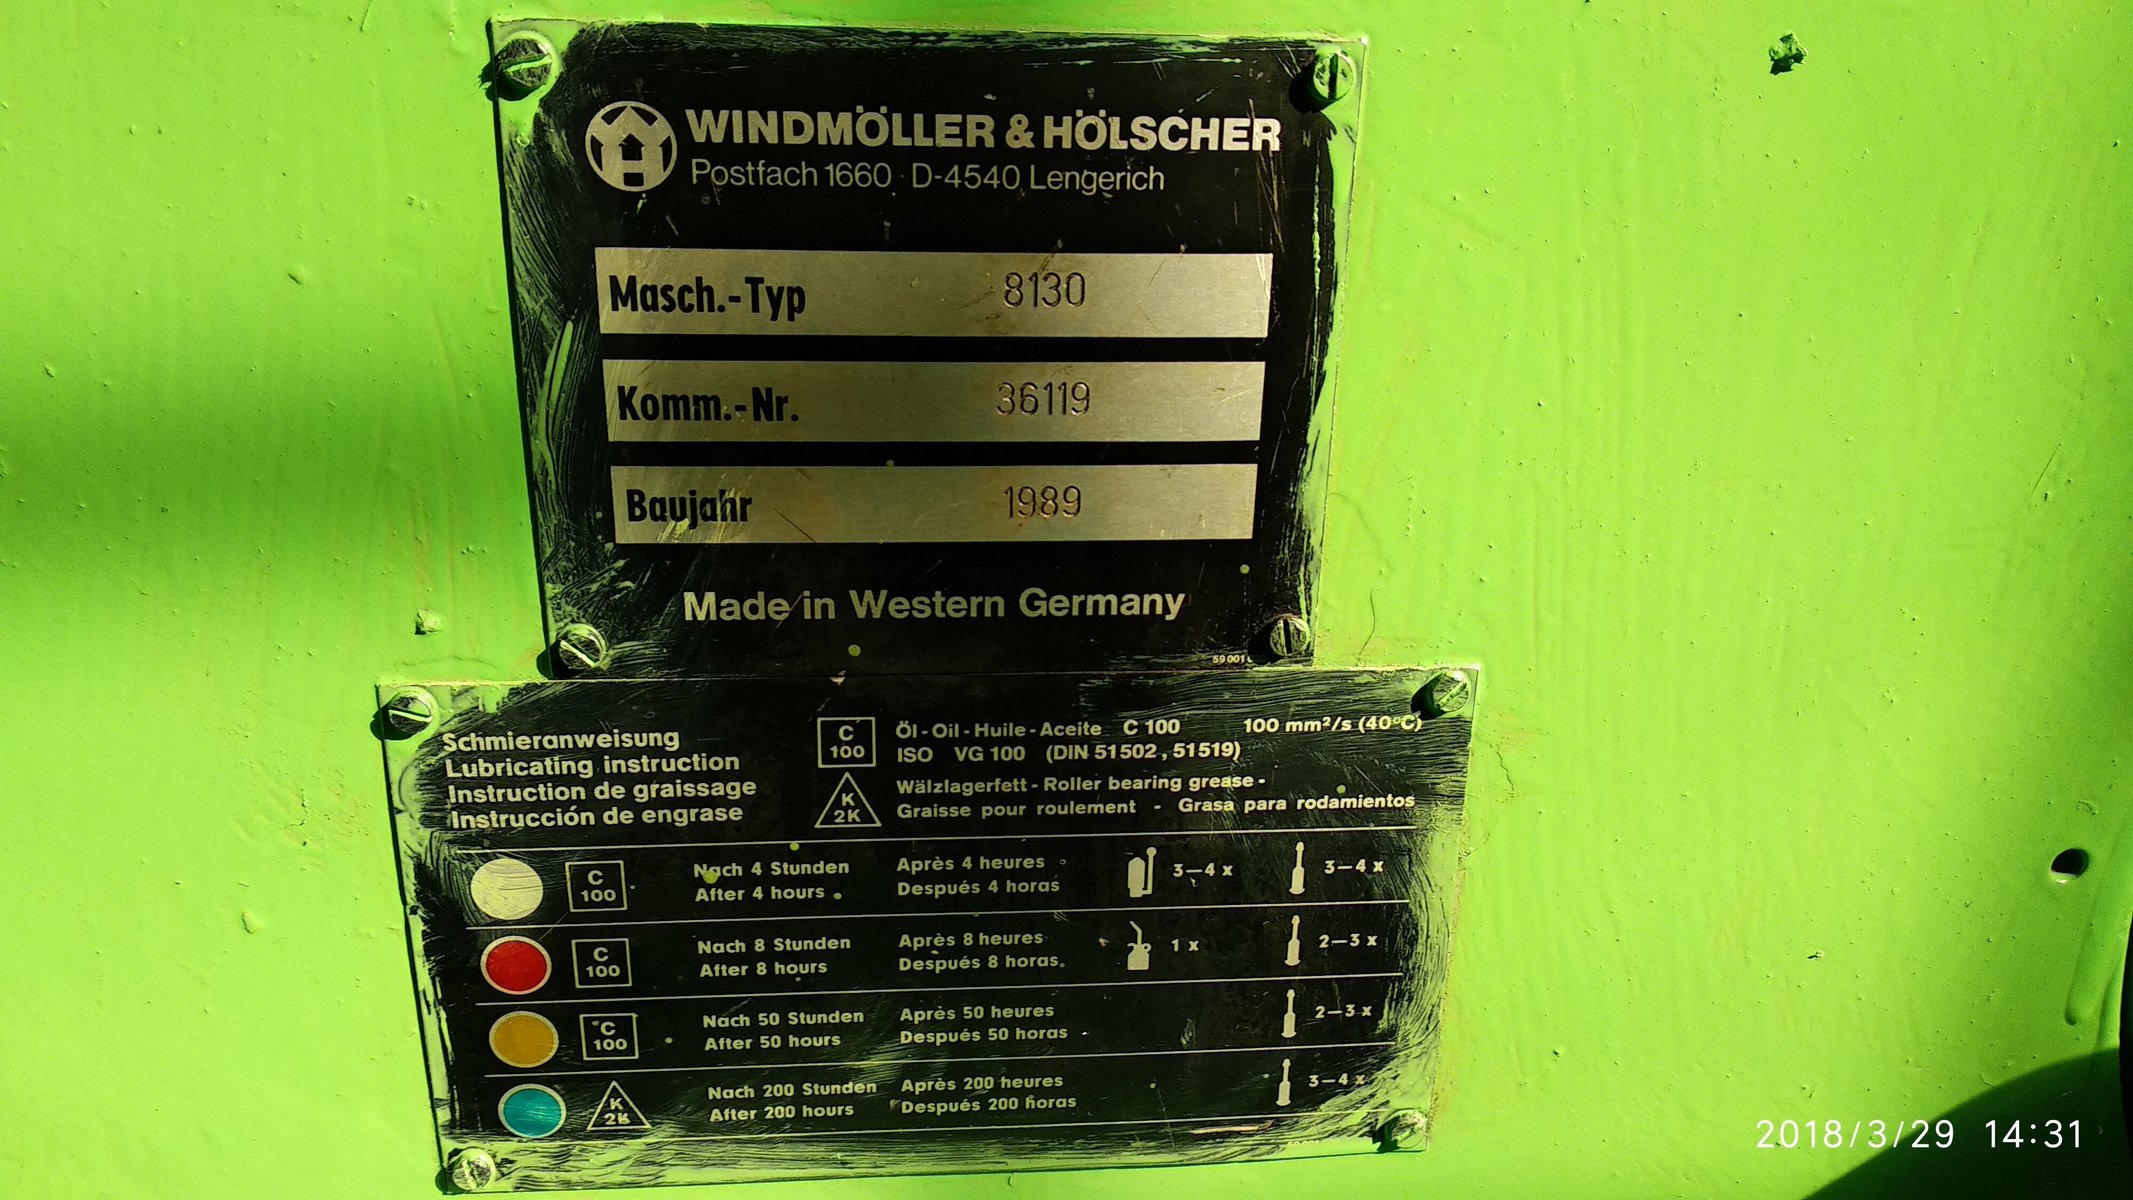 WINDMÖLLER & HÖLSCHER
Postfach 1660 · D-4540 Lengerich
Masch.-Typ 8130
Komm.-Nr. 36119
Baujahr 1989
Made in Western Germany
59 001
Schmieranweisung
Lubricating instruction
Instruction de graissage
Instrucción de engrase
C
100
Öl - Oil - Huile - Aceite C 100 100 mm²/s (40°C)
ISO VG 100 (DIN 51502, 51519)
K
2K
Wälzlagerfett - Roller bearing grease -
Graisse pour roulement - Grasa para rodamientos
C
100
Nach 4 Stunden Après 4 heures
After 4 hours Después 4 horas
3–4 x 3–4 x
C
100
Nach 8 Stunden Après 8 heures
After 8 hours Después 8 horas.
1 x 2–3 x
C
100
Nach 50 Stunden Après 50 heures
After 50 hours Después 50 horas
2–3 x
K
2K
Nach 200 Stunden Après 200 heures
After 200 hours Después 200 horas
3–4 x
2018/3/29 14:31